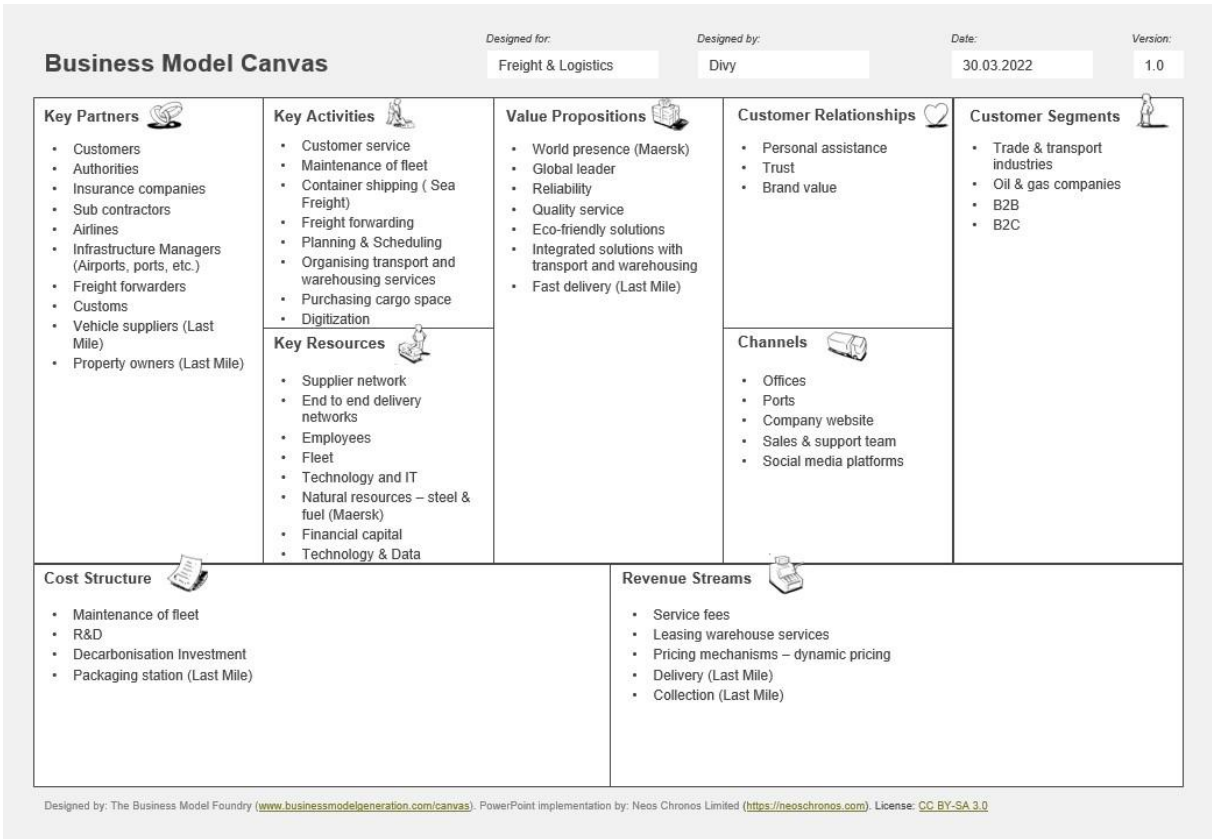 Designed for:
Designed by:
Date:
Version:
Business Model Canvas
Freight & Logistics
Divy
30.03.2022
1.0
Key Partners
• Customers
• Authorities
• Insurance companies
• Sub contractors
• Airlines
• Infrastructure Managers
(Airports, ports, etc.)
• Freight forwarders
• Customs
• Vehicle suppliers (Last
Mile)
• Property owners (Last Mile)
Key Activities
• Customer service
• Maintenance of fleet
• Container shipping ( Sea
Freight)
• Freight forwarding
• Planning & Scheduling
• Organising transport and
warehousing services
• Purchasing cargo space
• Digitization
Key Resources
• Supplier network
• End to end delivery
networks
• Employees
• Fleet
• Technology and IT
• Natural resources – steel &
fuel (Maersk)
• Financial capital
• Technology & Data
Value Propositions
• World presence (Maersk)
• Global leader
• Reliability
• Quality service
• Eco-friendly solutions
• Integrated solutions with
transport and warehousing
• Fast delivery (Last Mile)
Customer Relationships
• Personal assistance
• Trust
• Brand value
Channels
• Offices
• Ports
• Company website
• Sales & support team
• Social media platforms
Customer Segments
• Trade & transport
industries
• Oil & gas companies
• B2B
• B2C
Cost Structure
• Maintenance of fleet
• R&D
• Decarbonisation Investment
• Packaging station (Last Mile)
Revenue Streams
• Service fees
• Leasing warehouse services
• Pricing mechanisms – dynamic pricing
• Delivery (Last Mile)
• Collection (Last Mile)
Designed by: The Business Model Foundry (www.businessmodelgeneration.com/canvas). PowerPoint implementation by: Neos Chronos Limited (https://neoschronos.com). License: CC BY-SA 3.0